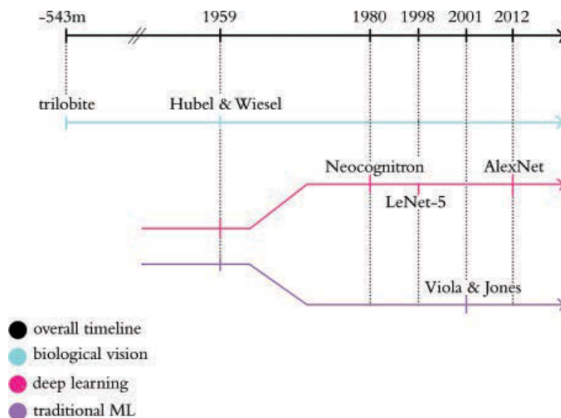 -543m 1959 1980 1998 2001 2012
trilobite Hubel & Wiesel
Neocognitron AlexNet
LeNet-5
Viola & Jones
overall timeline
biological vision
deep learning
traditional ML